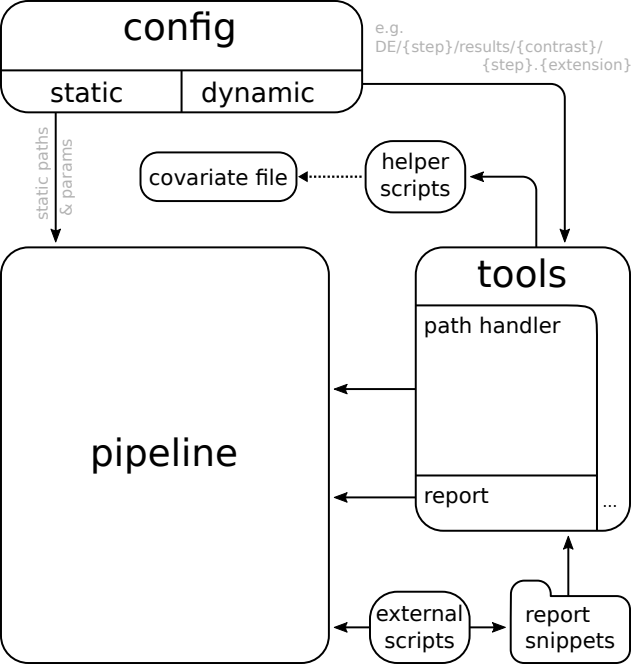 config
static
dynamic
e.g.
DE/{step}/results/{contrast}/
{step}.{extension}
static paths
& params
covariate file
helper
scripts
tools
path handler
pipeline
report
...
external
scripts
report
snippets